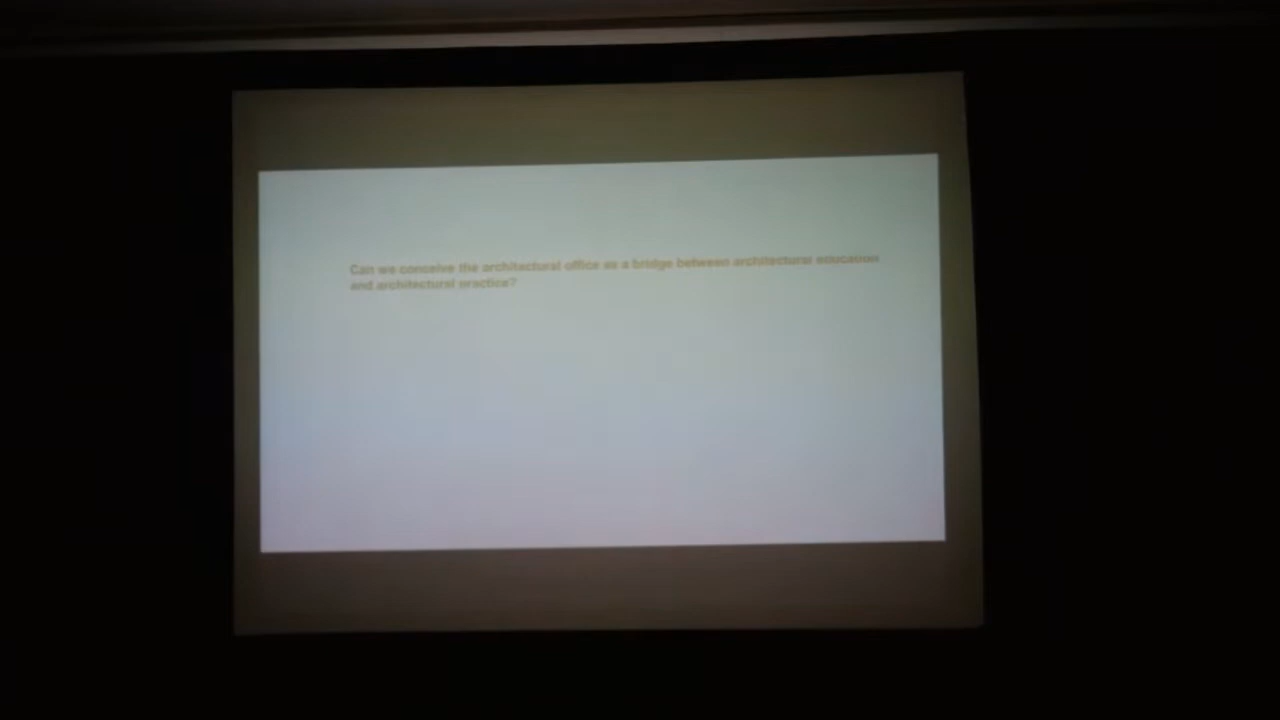 Can we conceive the architectural office as a bridge between architectural education
and architectural practice?